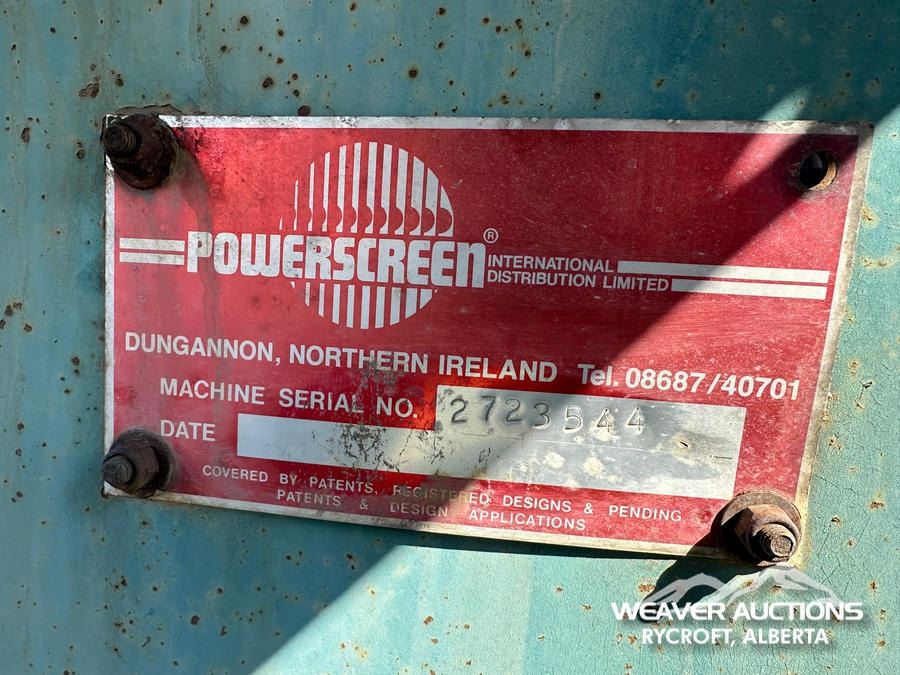 POWERSCREEN®
INTERNATIONAL
DISTRIBUTION LIMITED
DUNGANNON, NORTHERN IRELAND Tel. 08687/40701
MACHINE SERIAL NO. 2723544
DATE
COVERED BY PATENTS, REGISTERED DESIGNS & PENDING
PATENTS & DESIGN APPLICATIONS
WEAVER AUCTIONS
RYCROFT, ALBERTA